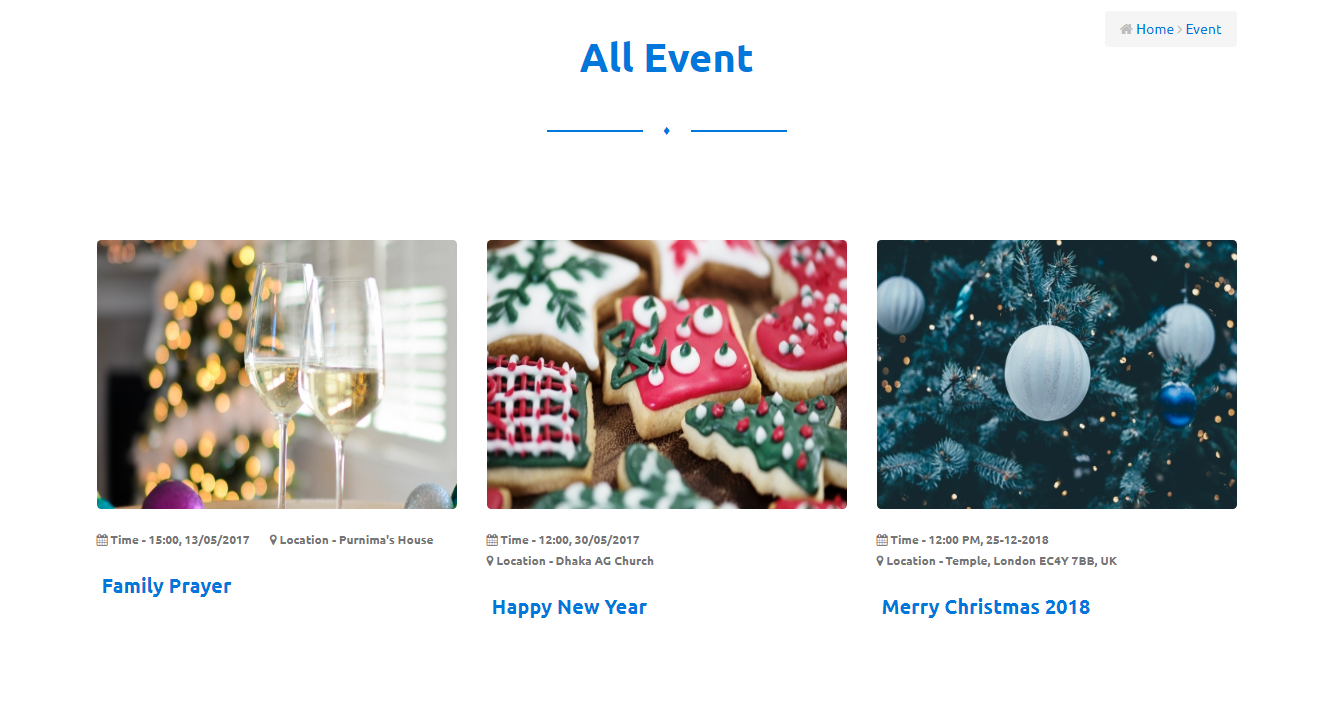 Home > Event
All Event
Time - 15:00, 13/05/2017 Location - Purnima's House
Family Prayer
Time - 12:00, 30/05/2017
Location - Dhaka AG Church
Happy New Year
Time - 12:00 PM, 25-12-2018
Location - Temple, London EC4Y 7BB, UK
Merry Christmas 2018